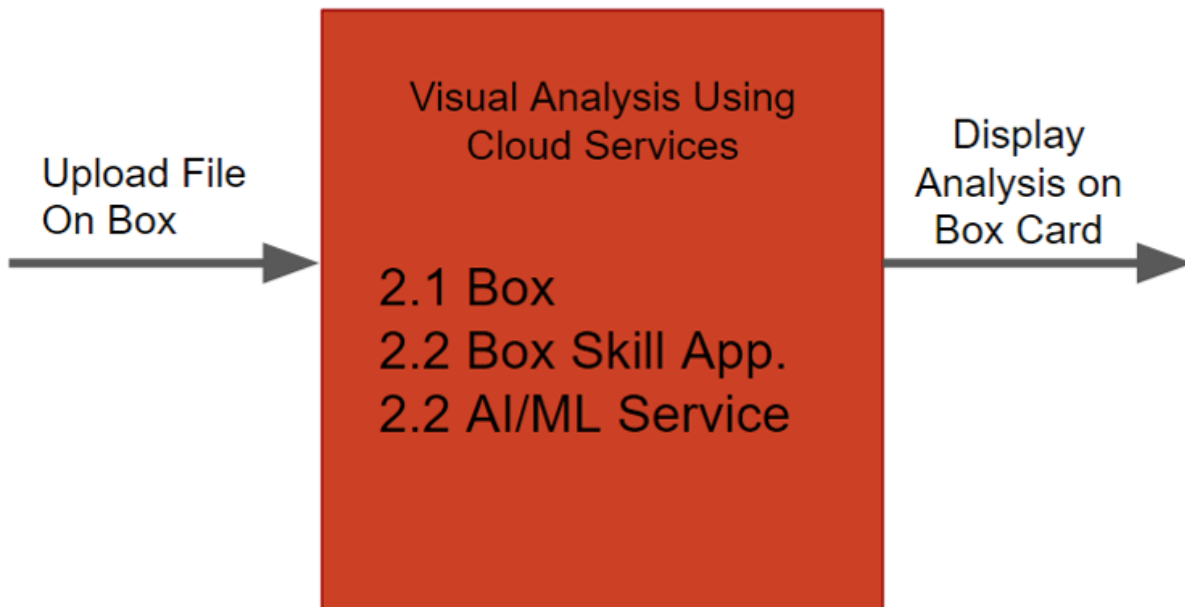 Upload File
On Box
Visual Analysis Using
Cloud Services
2.1 Box
2.2 Box Skill App.
2.2 AI/ML Service
Display
Analysis on
Box Card